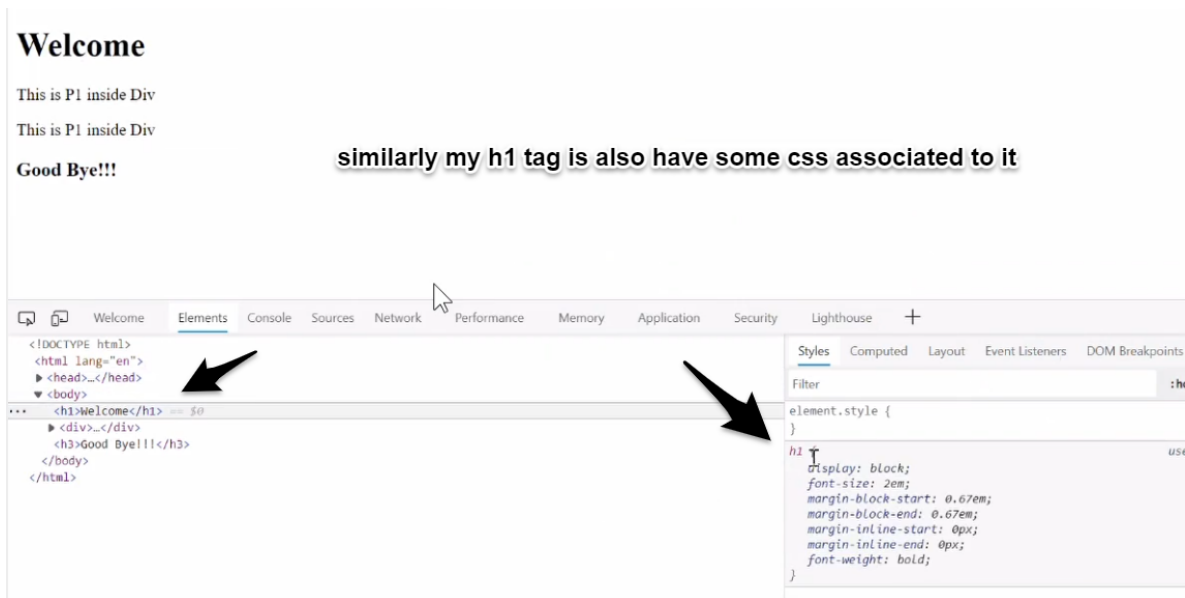 Welcome
This is P1 inside Div
This is P1 inside Div
Good Bye!!!
similarly my h1 tag is also have some css associated to it
Welcome Elements Console Sources Network Performance Memory Application Security Lighthouse
<!DOCTYPE html>
<html lang="en">
<head>…</head>
<body>
<h1>Welcome</h1> == $0
<div>…</div>
<h3>Good Bye!!!</h3>
</body>
</html>
Styles Computed Layout Event Listeners DOM Breakpoints
Filter :ho
element.style {
}
h1 { use
display: block;
font-size: 2em;
margin-block-start: 0.67em;
margin-block-end: 0.67em;
margin-inline-start: 0px;
margin-inline-end: 0px;
font-weight: bold;
}